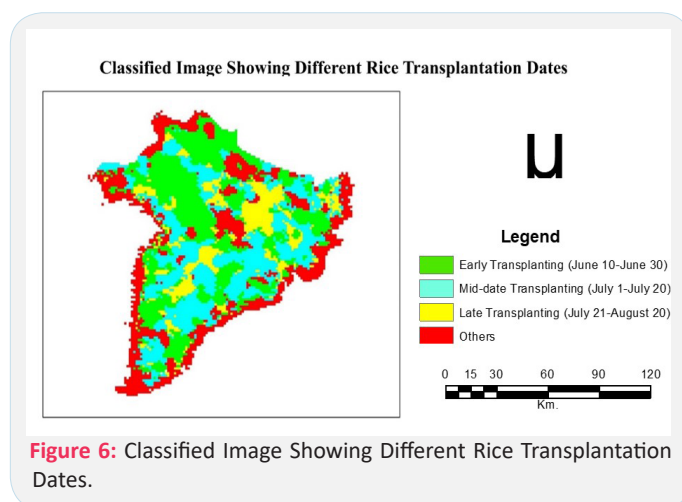 Classified Image Showing Different Rice Transplantation Dates
u
Legend
Early Transplanting (June 10-June 30)
Mid-date Transplanting (July 1-July 20)
Late Transplanting (July 21-August 20)
Others
0 15 30 60 90 120
Km.
Figure 6: Classified Image Showing Different Rice Transplantation
Dates.